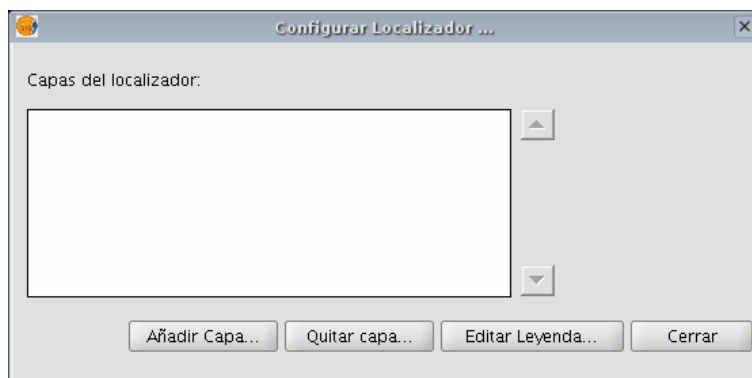 Configurar Localizador ...
Capas del localizador:
Añadir Capa...
Quitar capa...
Editar Leyenda...
Cerrar